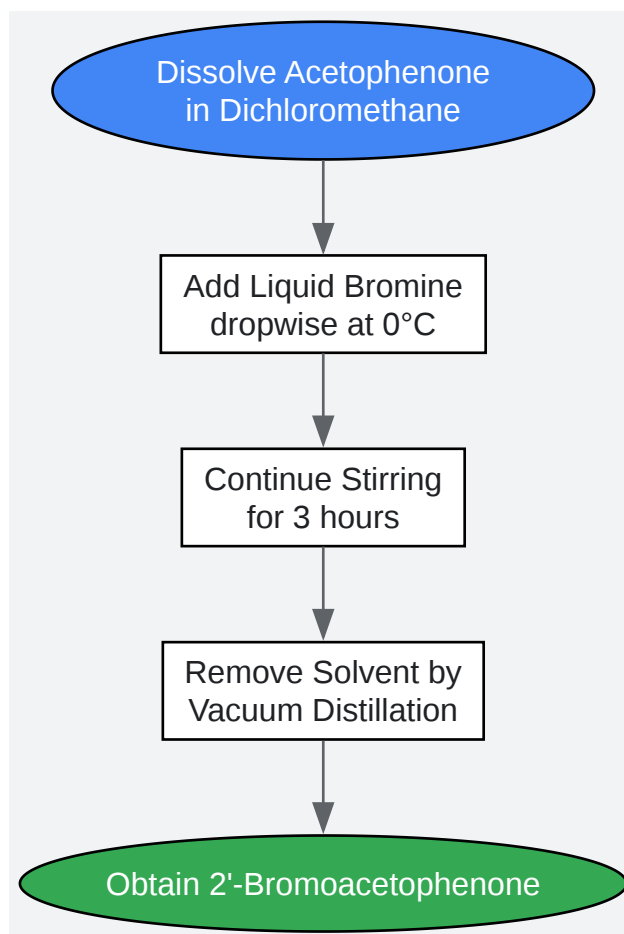 Dissolve Acetophenone
in Dichloromethane
Add Liquid Bromine
dropwise at 0°C
Continue Stirring
for 3 hours
Remove Solvent by
Vacuum Distillation
Obtain 2'-Bromoacetophenone